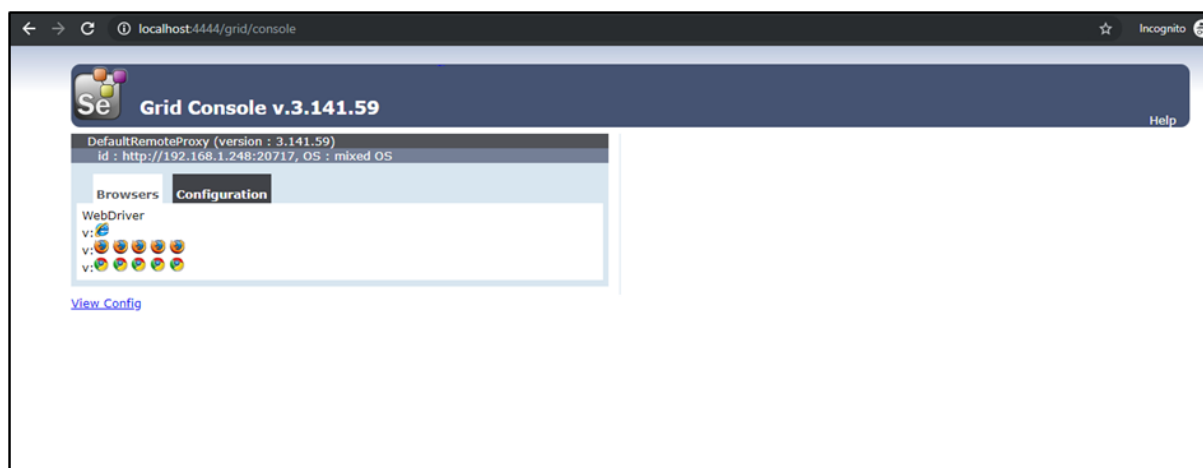 localhost:4444/grid/console
Incognito
Se
Grid Console v.3.141.59
Help
DefaultRemoteProxy (version : 3.141.59)
id : http://192.168.1.248:20717, OS : mixed OS
Browsers Configuration
WebDriver
v:
v:
v:
View Config